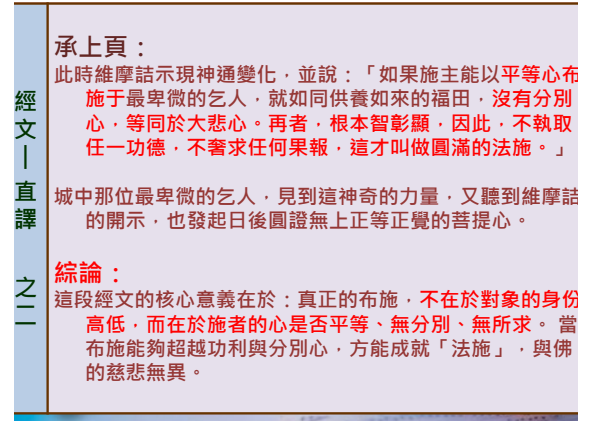 經文｜直譯 之二
承上頁：
此時維摩詰示現神通變化，並說：「如果施主能以平等心布
施于最卑微的乞人，就如同供養如來的福田，沒有分別
心，等同於大悲心。再者，根本智彰顯，因此，不執取
任一功德，不奢求任何果報，這才叫做圓滿的法施。」
城中那位最卑微的乞人，見到這神奇的力量，又聽到維摩詰
的開示，也發起日後圓證無上正等正覺的菩提心。
綜論：
這段經文的核心意義在於：真正的布施，不在於對象的身份
高低，而在於施者的心是否平等、無分別、無所求。 當
布施能夠超越功利與分別心，方能成就「法施」，與佛
的慈悲無異。